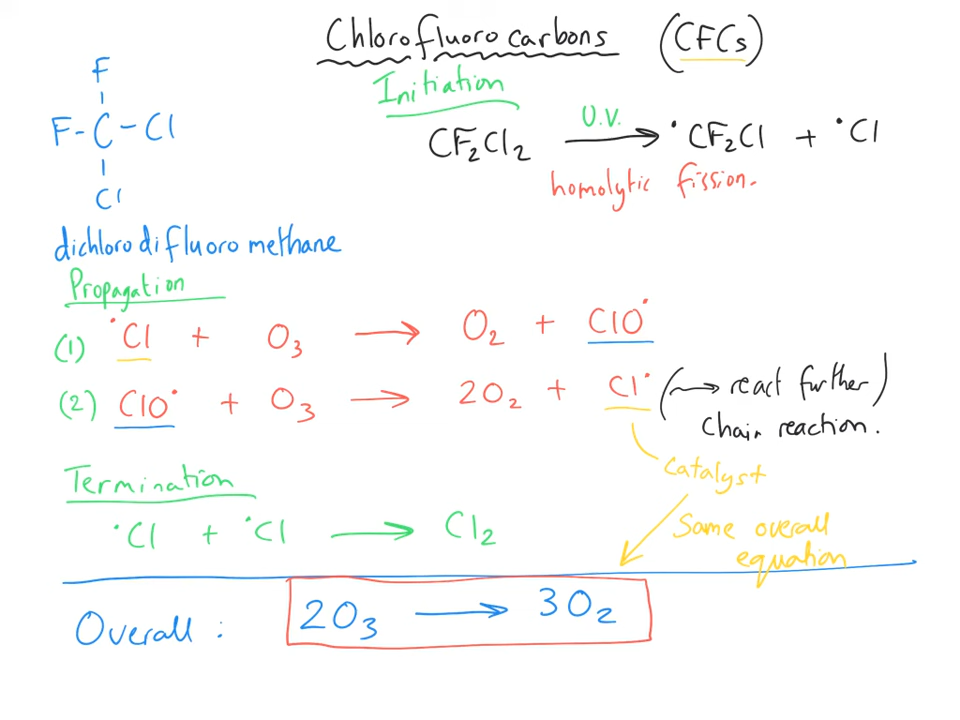 Chlorofluorocarbons (CFCs)
Initiation
F
F-C-Cl
Cl
CF₂Cl₂ U.V. → •CF₂Cl + •Cl
homolytic fission.
dichlorodifluoromethane
Propagation
(1) •Cl + O₃ → O₂ + ClO•
(2) ClO• + O₃ → 2O₂ + Cl• (→ react further)
Chain reaction.
Catalyst
Termination
•Cl + •Cl → Cl₂
Same overall
equation
Overall : 2O₃ → 3O₂